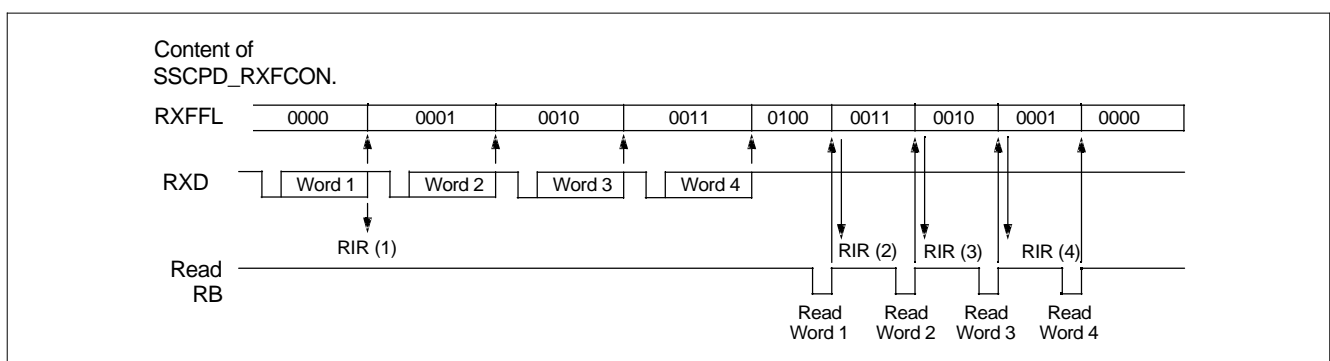 Content of
SSCPD_RXFCON.
RXFFL 0000 0001 0010 0011 0100 0011 0010 0001 0000
RXD Word 1 Word 2 Word 3 Word 4
RIR (1) RIR (2) RIR (3) RIR (4)
Read
RB
Read Read Read Read
Word 1 Word 2 Word 3 Word 4